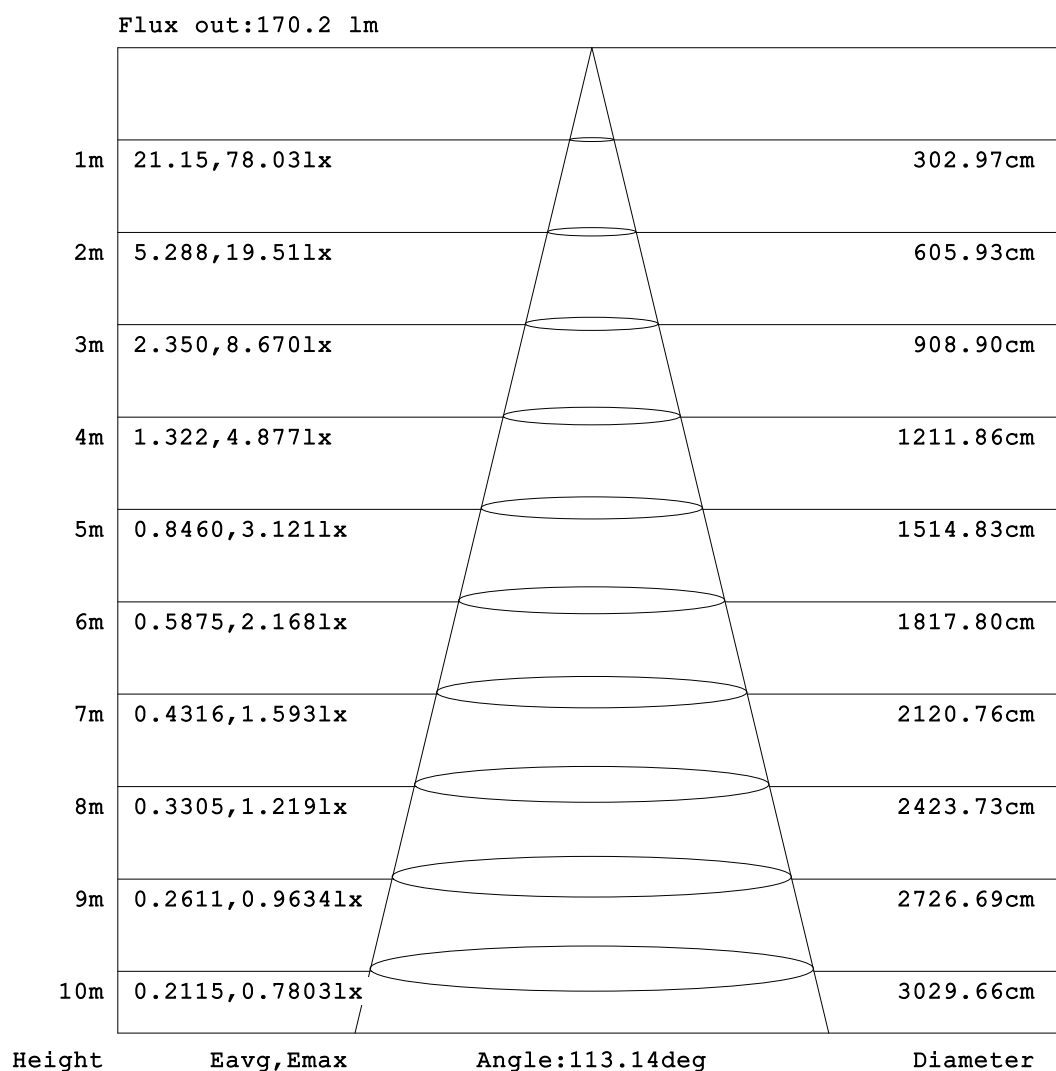 Flux out:170.2 lm
1m 21.15,78.03lx 302.97cm
2m 5.288,19.51lx 605.93cm
3m 2.350,8.670lx 908.90cm
4m 1.322,4.877lx 1211.86cm
5m 0.8460,3.121lx 1514.83cm
6m 0.5875,2.168lx 1817.80cm
7m 0.4316,1.593lx 2120.76cm
8m 0.3305,1.219lx 2423.73cm
9m 0.2611,0.9634lx 2726.69cm
10m 0.2115,0.7803lx 3029.66cm
Height Eavg,Emax Angle:113.14deg Diameter